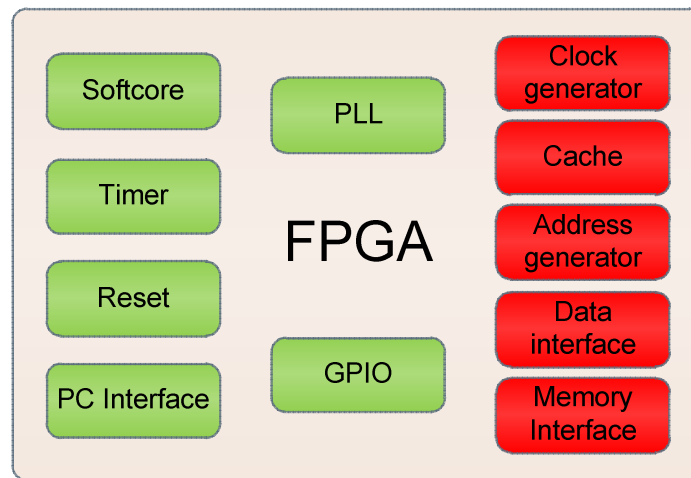 Softcore
Timer
Reset
PC Interface
PLL
FPGA
GPIO
Clock
generator
Cache
Address
generator
Data
interface
Memory
Interface